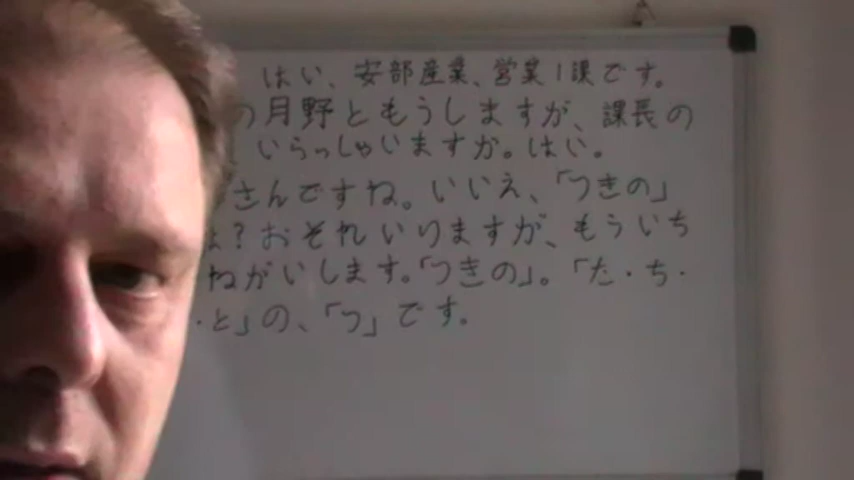 はい、安部産業、営業1課です。
の月野ともうしますが、課長の
いらっしゃいますか。はい。
さんですね。いいえ、「つきの」
よ?おそれいりますが、もういち
ねがいします。「つきの」。「た・ち・
・と」の、「つ」です。